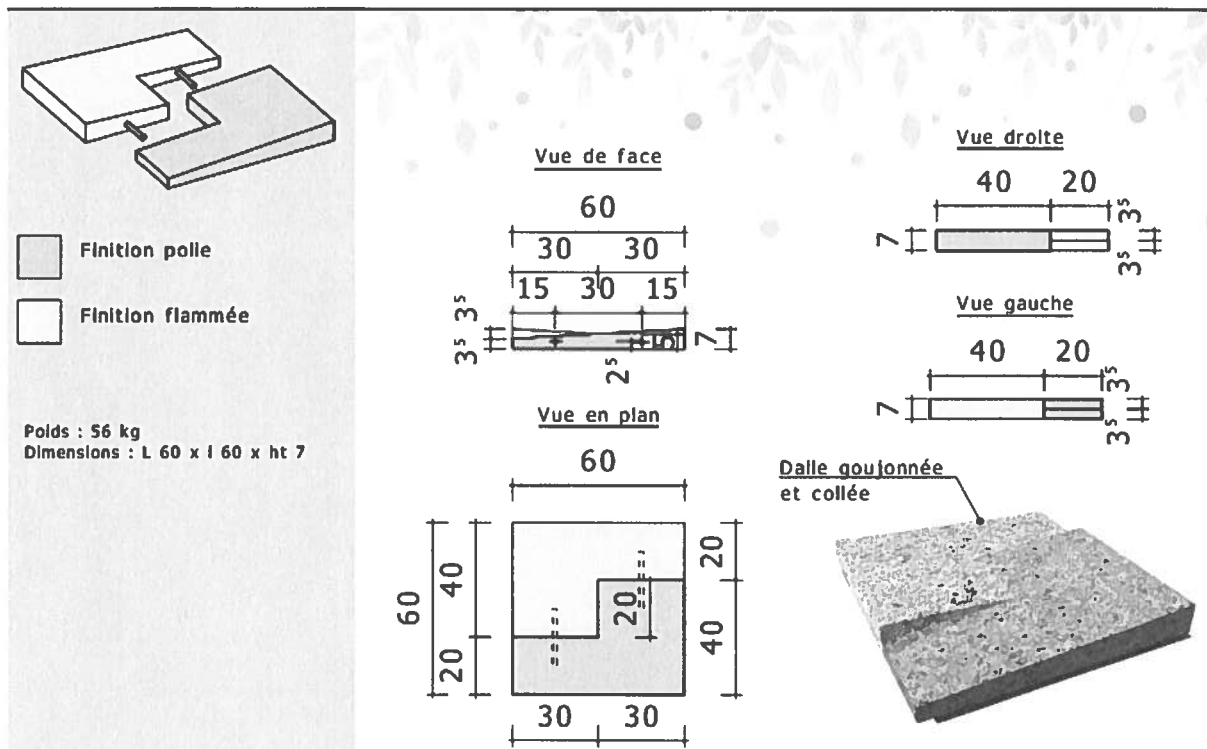 Finition polie
Finition flammée
Poids : 56 kg
Dimensions : L 60 x l 60 x ht 7
Vue de face
60
30 30
15 30 15
3⁵
3⁵
2⁵
5
7
Vue en plan
60
60
40
20
20
20
40
30 30
Vue droite
40 20
7
3⁵
3⁵
Vue gauche
40 20
7
3⁵
3⁵
Dalle goujonnée
et collée